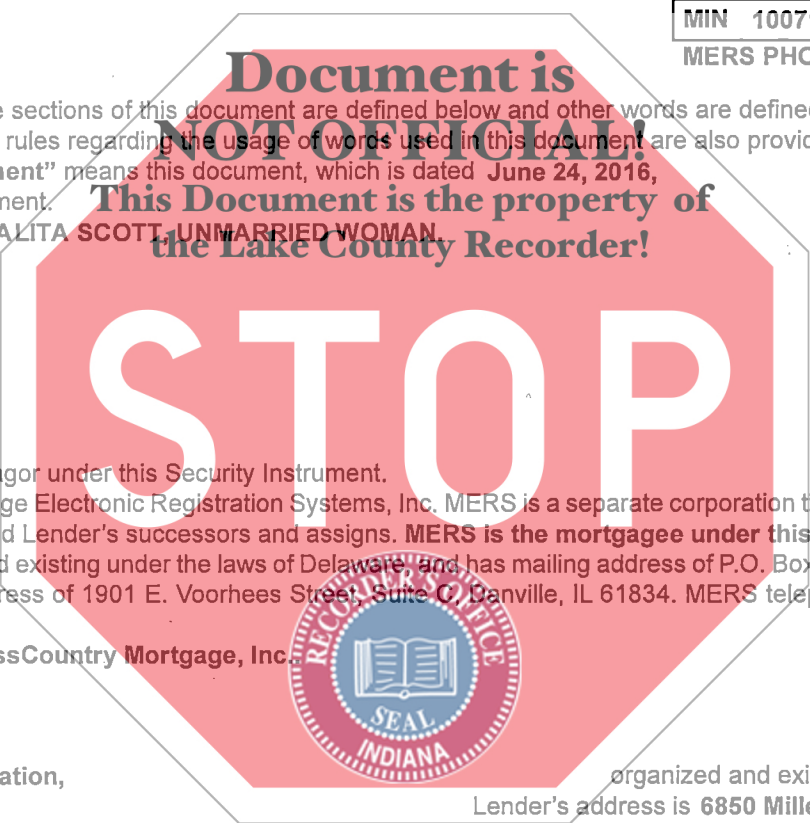 MIN 1007
MERS PHO
Document is
e sections of this document are defined below and other words are define
rules regarding the usage of words used in this document are also provid
NOT OFFICIAL!
ent" means this document, which is dated June 24, 2016,
ment.
This Document is the property of
ALITA SCOTT, UNMARRIED WOMAN.
the Lake County Recorder!
STOP
agor under this Security Instrument.
ge Electronic Registration Systems, Inc. MERS is a separate corporation t
d Lender's successors and assigns. MERS is the mortgagee under this
d existing under the laws of Delaware, and has mailing address of P.O. Box
ress of 1901 E. Voorhees Street, Suite C, Danville, IL 61834. MERS telep
ssCountry Mortgage, Inc.
RECORDER'S OFFICE
SEAL
INDIANA
ation,
organized and exi
Lender's address is 6850 Mille